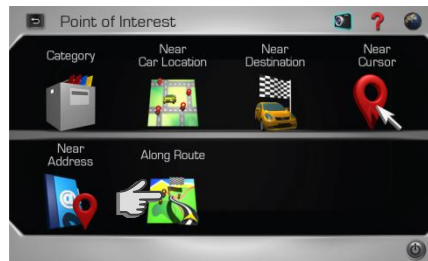 Point of Interest
?
Category
Near
Car Location
Near
Destination
Near
Cursor
Near
Address
Along Route
@